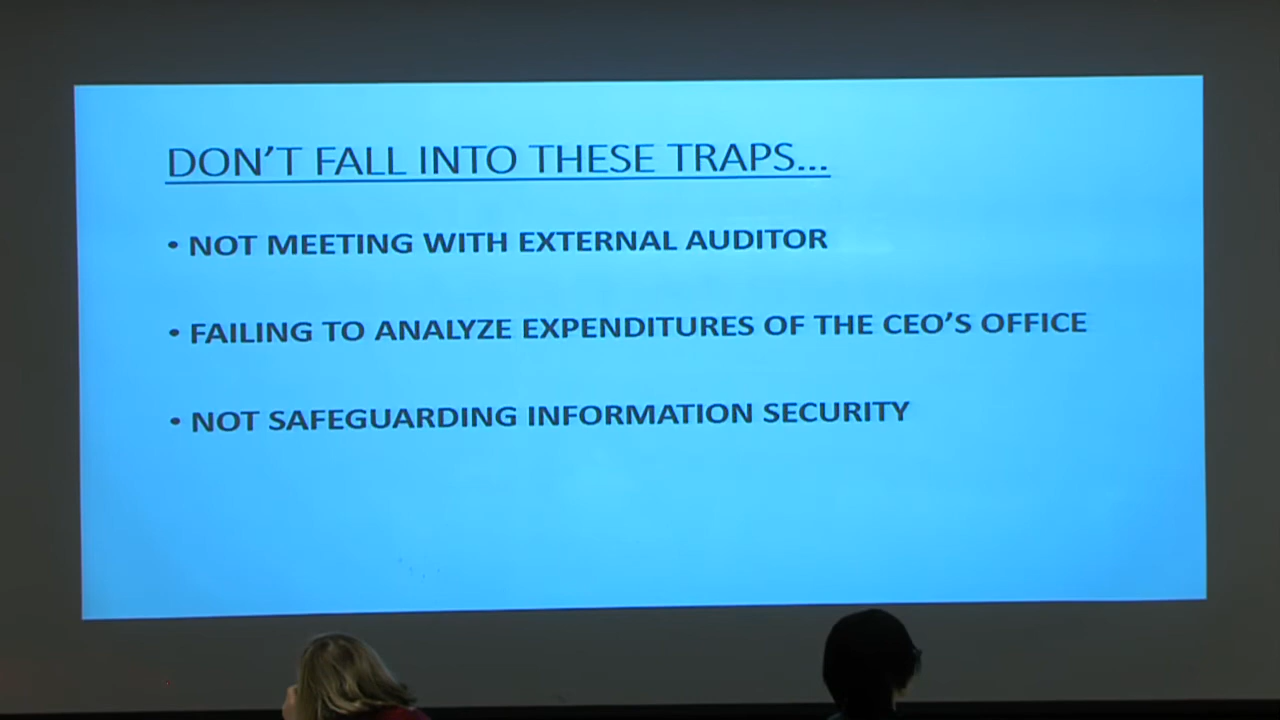 DON'T FALL INTO THESE TRAPS...
• NOT MEETING WITH EXTERNAL AUDITOR
• FAILING TO ANALYZE EXPENDITURES OF THE CEO'S OFFICE
• NOT SAFEGUARDING INFORMATION SECURITY